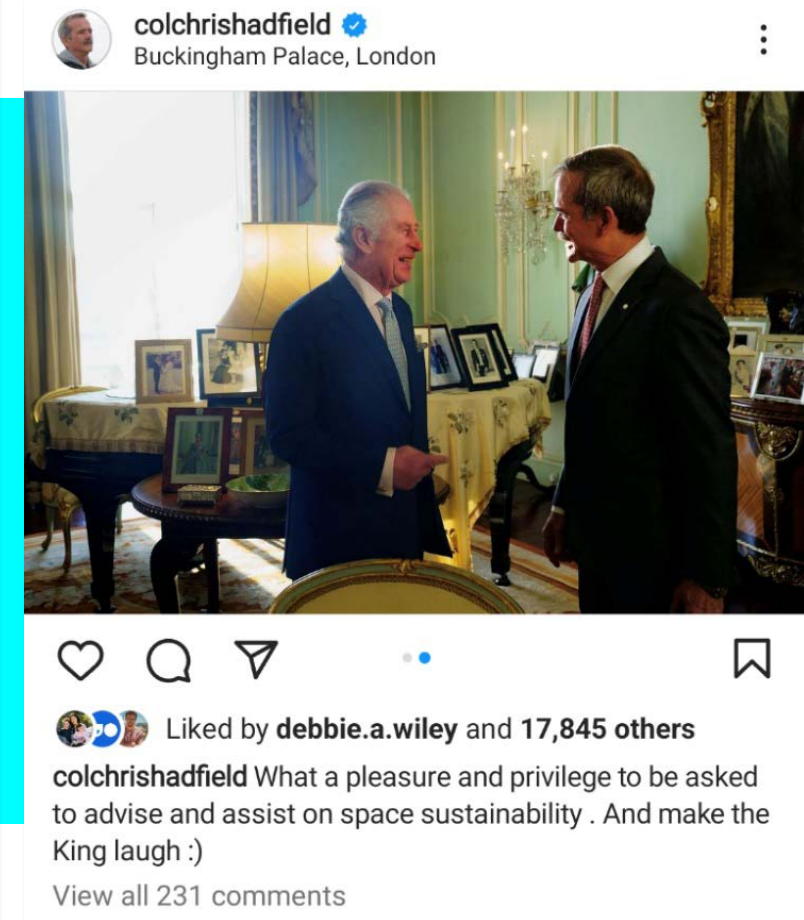 colchrishadfield
Buckingham Palace, London
Liked by debbie.a.wiley and 17,845 others
colchrishadfield What a pleasure and privilege to be asked
to advise and assist on space sustainability . And make the
King laugh :)
View all 231 comments